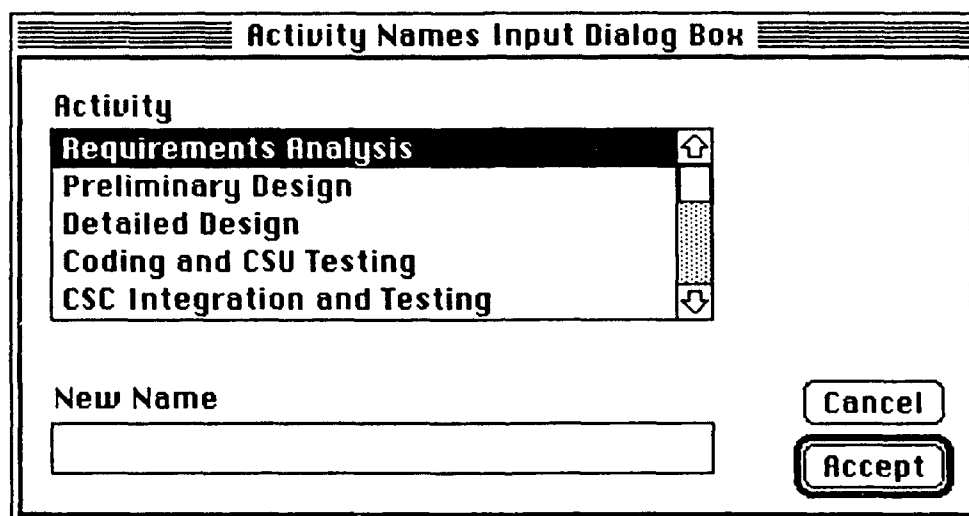 Activity Names Input Dialog Box
Activity
Requirements Analysis
Preliminary Design
Detailed Design
Coding and CSU Testing
CSC Integration and Testing
New Name
Cancel
Accept